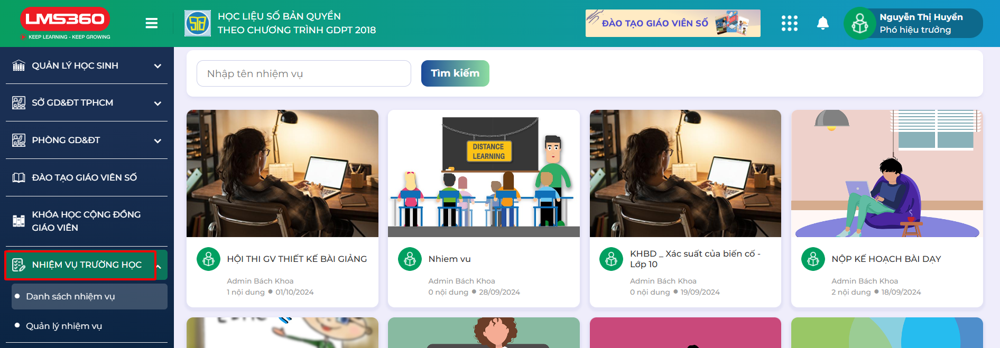 LMS360
KEEP LEARNING - KEEP GROWING
HỌC LIỆU SỐ BẢN QUYỀN
THEO CHƯƠNG TRÌNH GDPT 2018
ĐÀO TẠO GIÁO VIÊN SỐ
Nguyễn Thị Huyền
Phó hiệu trưởng
QUẢN LÝ HỌC SINH
SỞ GD&ĐT TPHCM
PHÒNG GD&ĐT
ĐÀO TẠO GIÁO VIÊN SỐ
KHÓA HỌC CỘNG ĐỒNG
GIÁO VIÊN
NHIỆM VỤ TRƯỜNG HỌC
Danh sách nhiệm vụ
Quản lý nhiệm vụ
Nhập tên nhiệm vụ
Tìm kiếm
HỘI THI GV THIẾT KẾ BÀI GIẢNG
Admin Bách Khoa
1 nội dung ● 01/10/2024
DISTANCE
LEARNING
Nhiem vu
Admin Bách Khoa
0 nội dung ● 28/09/2024
KHBD _ Xác suất của biến cố -
Lớp 10
Admin Bách Khoa
0 nội dung ● 19/09/2024
NỘP KẾ HOẠCH BÀI DẠY
Admin Bách Khoa
2 nội dung ● 18/09/2024